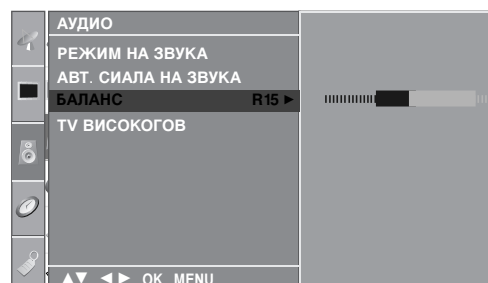 АУДИО
РЕЖИМ НА ЗВУКА
АВТ. СИАЛА НА ЗВУКА
БАЛАНС R15 ►
TV ВИСОКОГОВ
▲▼ ◄► OK MENU